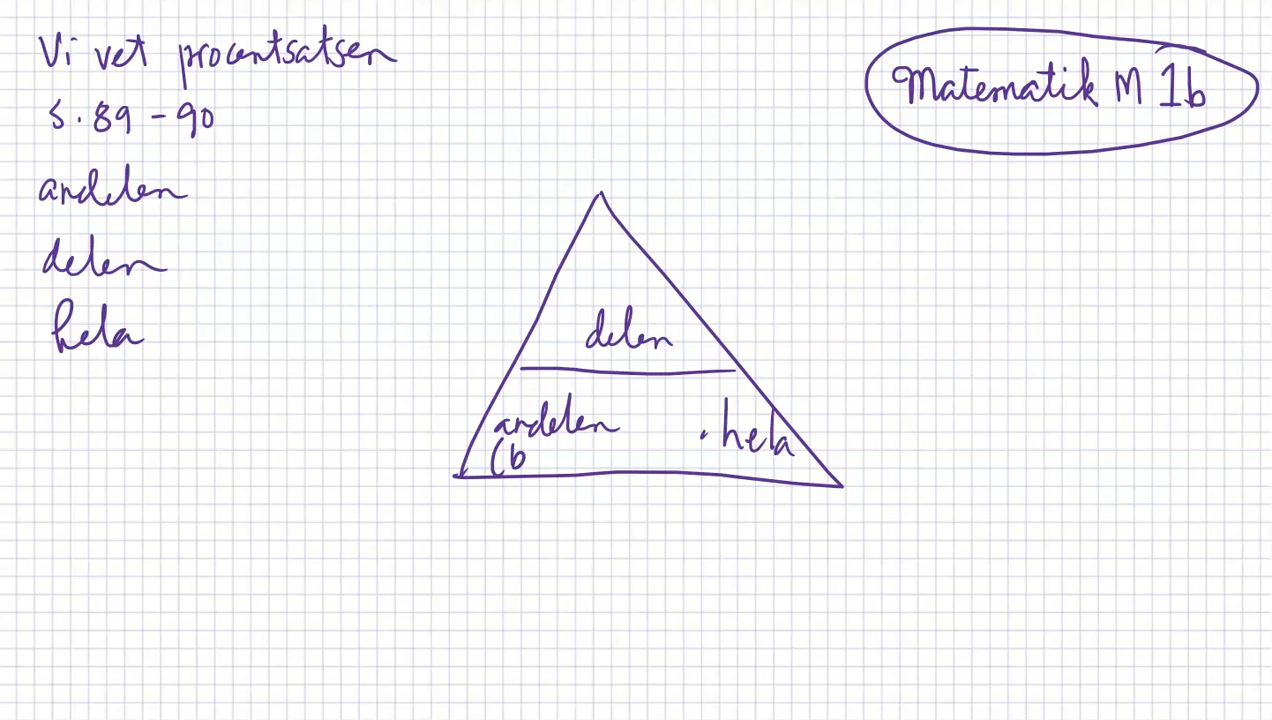 Vi vet procentsatsen
s. 89 - 90
andelen
delen
hela
Matematik M 1b
delen
andelen · hela
(b